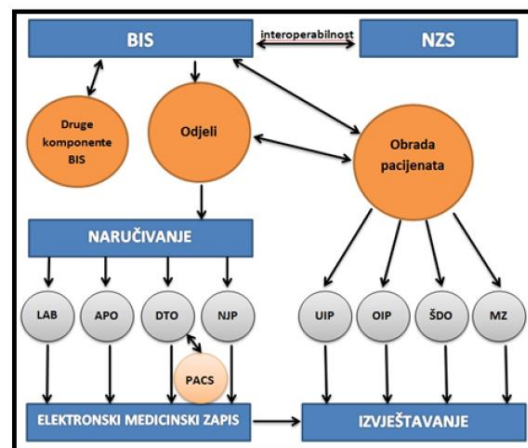 BIS
interoperabilnost
NZS
Druge
komponente
BIS
Odjeli
Obrada
pacijenata
NARUČIVANJE
LAB
APO
DTO
NJP
UIP
OIP
ŠDO
MZ
PACS
ELEKTRONSKI MEDICINSKI ZAPIS
IZVJEŠTAVANJE